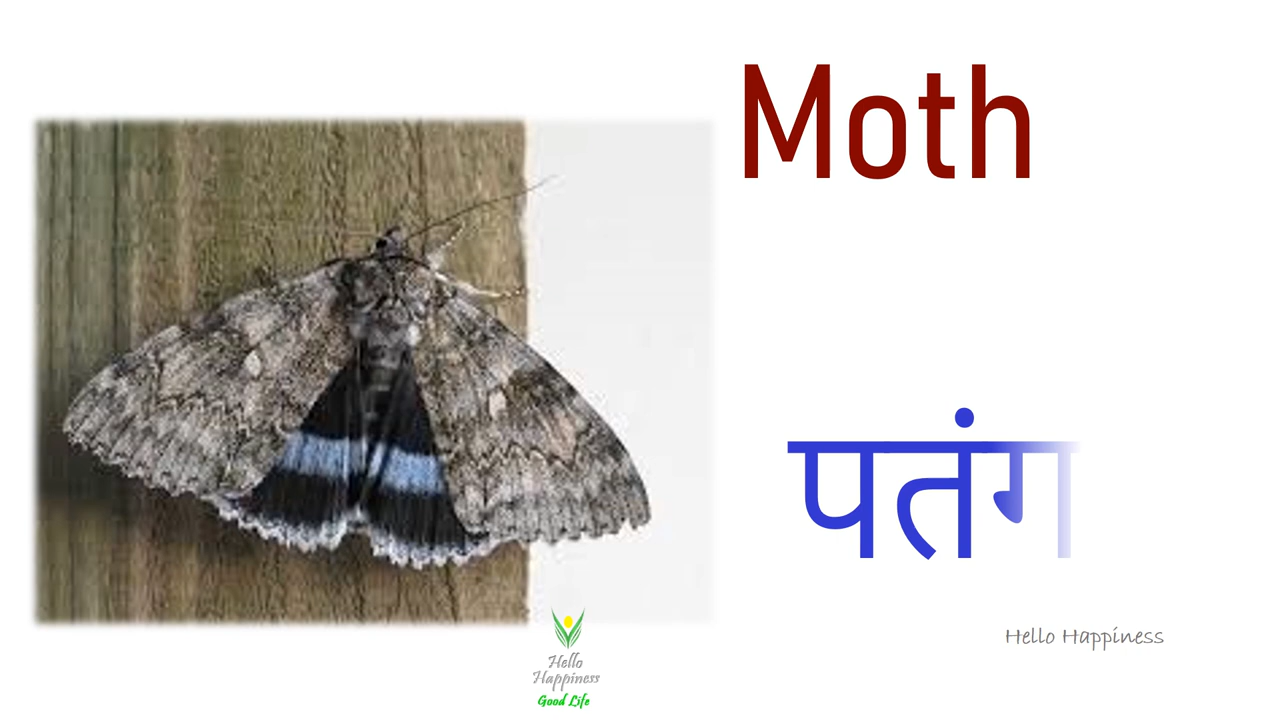 Moth
पतंग
Hello Happiness
Hello
Happiness
Good Life